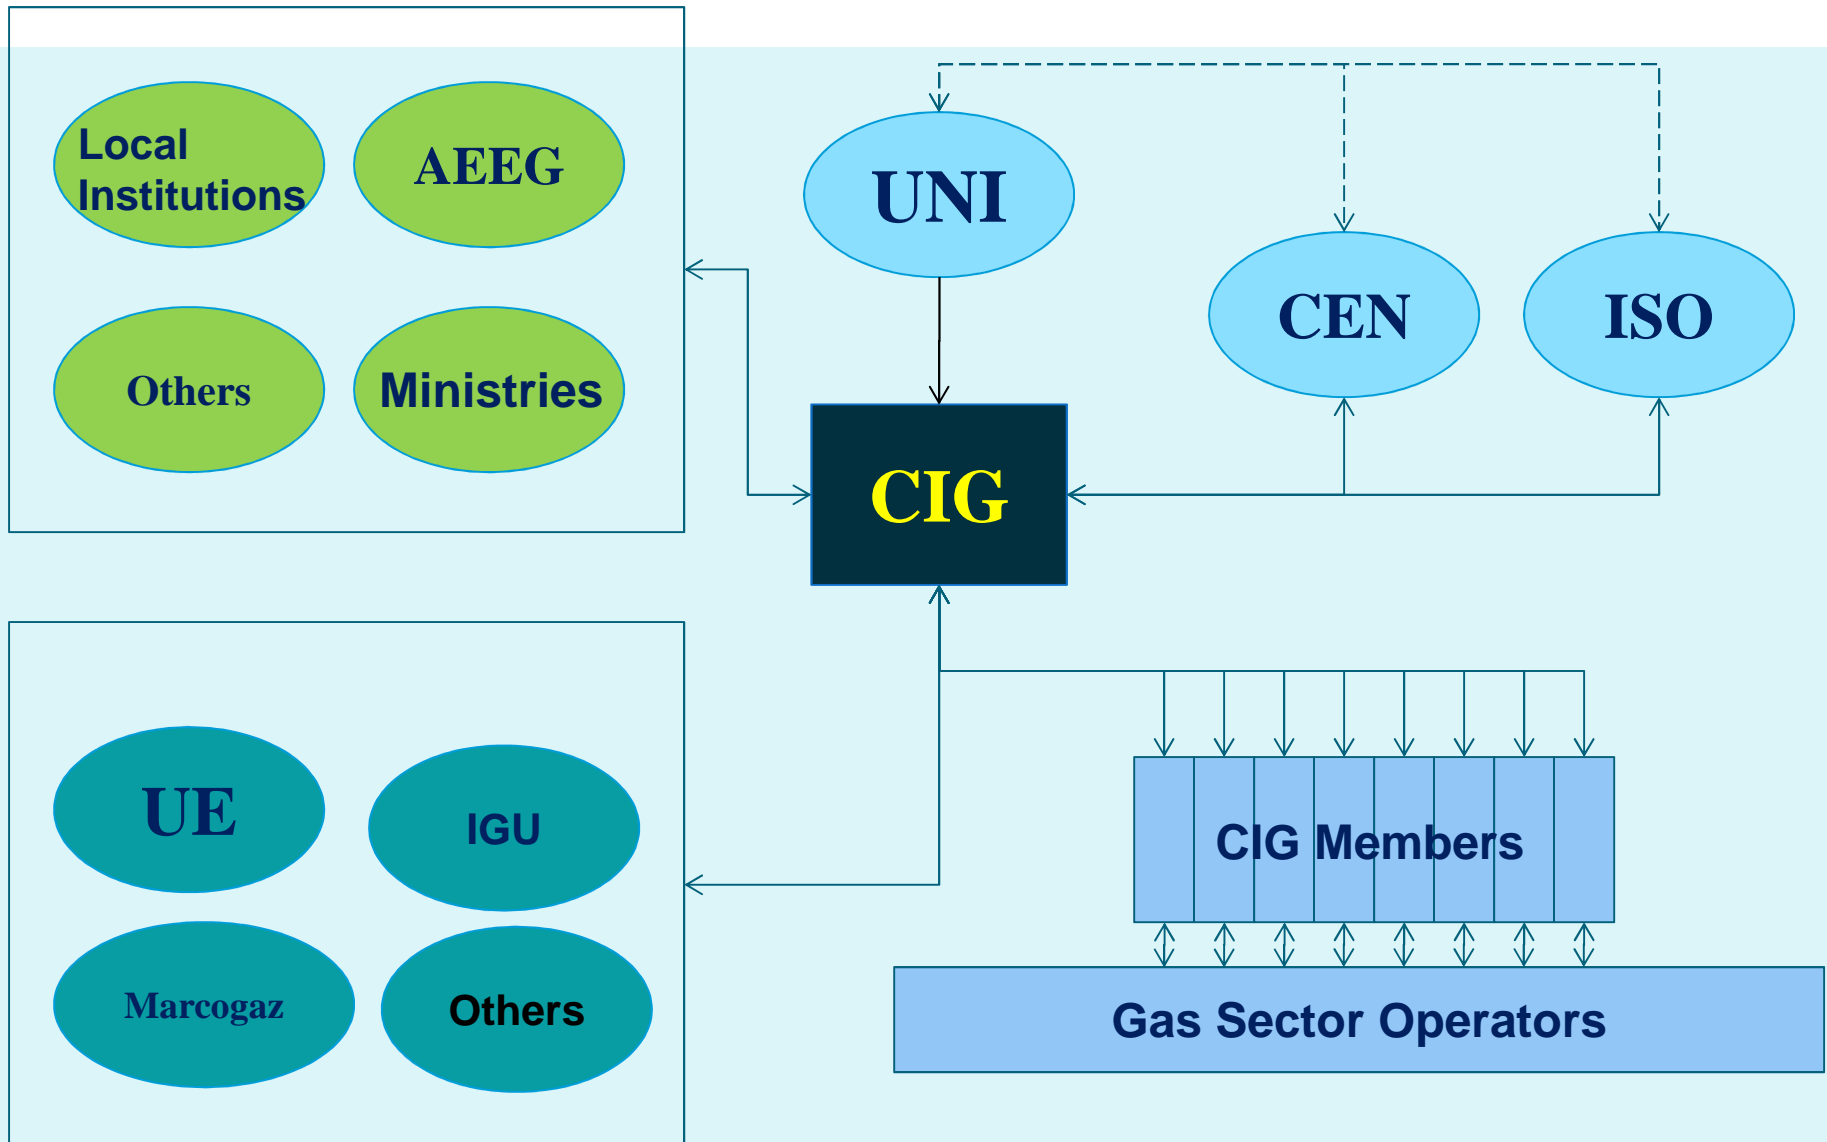 Local
Institutions
AEEG
Others
Ministries
UNI
CEN
ISO
CIG
UE
IGU
Marcogaz
Others
CIG Members
Gas Sector Operators